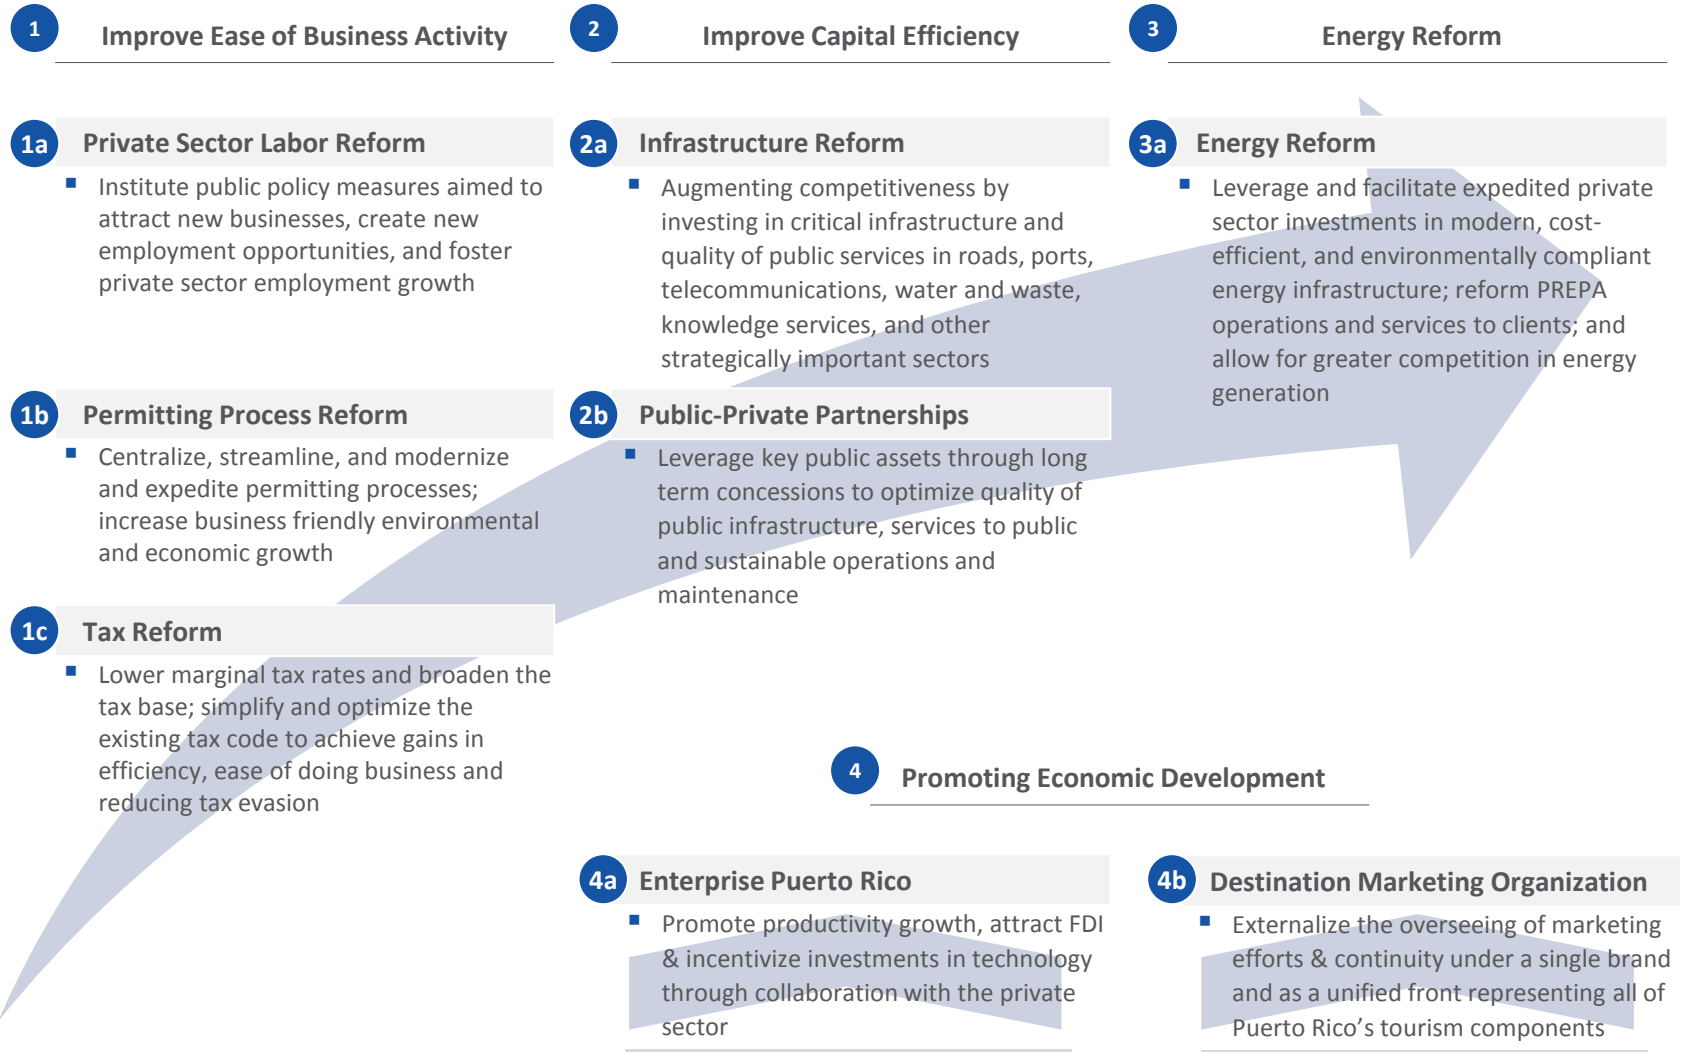 1
Improve Ease of Business Activity
1a
Private Sector Labor Reform
▪ Institute public policy measures aimed to
attract new businesses, create new
employment opportunities, and foster
private sector employment growth
1b
Permitting Process Reform
▪ Centralize, streamline, and modernize
and expedite permitting processes;
increase business friendly environmental
and economic growth
1c
Tax Reform
▪ Lower marginal tax rates and broaden the
tax base; simplify and optimize the
existing tax code to achieve gains in
efficiency, ease of doing business and
reducing tax evasion
2
Improve Capital Efficiency
2a
Infrastructure Reform
▪ Augmenting competitiveness by
investing in critical infrastructure and
quality of public services in roads, ports,
telecommunications, water and waste,
knowledge services, and other
strategically important sectors
2b
Public-Private Partnerships
▪ Leverage key public assets through long
term concessions to optimize quality of
public infrastructure, services to public
and sustainable operations and
maintenance
3
Energy Reform
3a
Energy Reform
▪ Leverage and facilitate expedited private
sector investments in modern, cost-
efficient, and environmentally compliant
energy infrastructure; reform PREPA
operations and services to clients; and
allow for greater competition in energy
generation
4
Promoting Economic Development
4a
Enterprise Puerto Rico
▪ Promote productivity growth, attract FDI
& incentivize investments in technology
through collaboration with the private
sector
4b
Destination Marketing Organization
▪ Externalize the overseeing of marketing
efforts & continuity under a single brand
and as a unified front representing all of
Puerto Rico’s tourism components